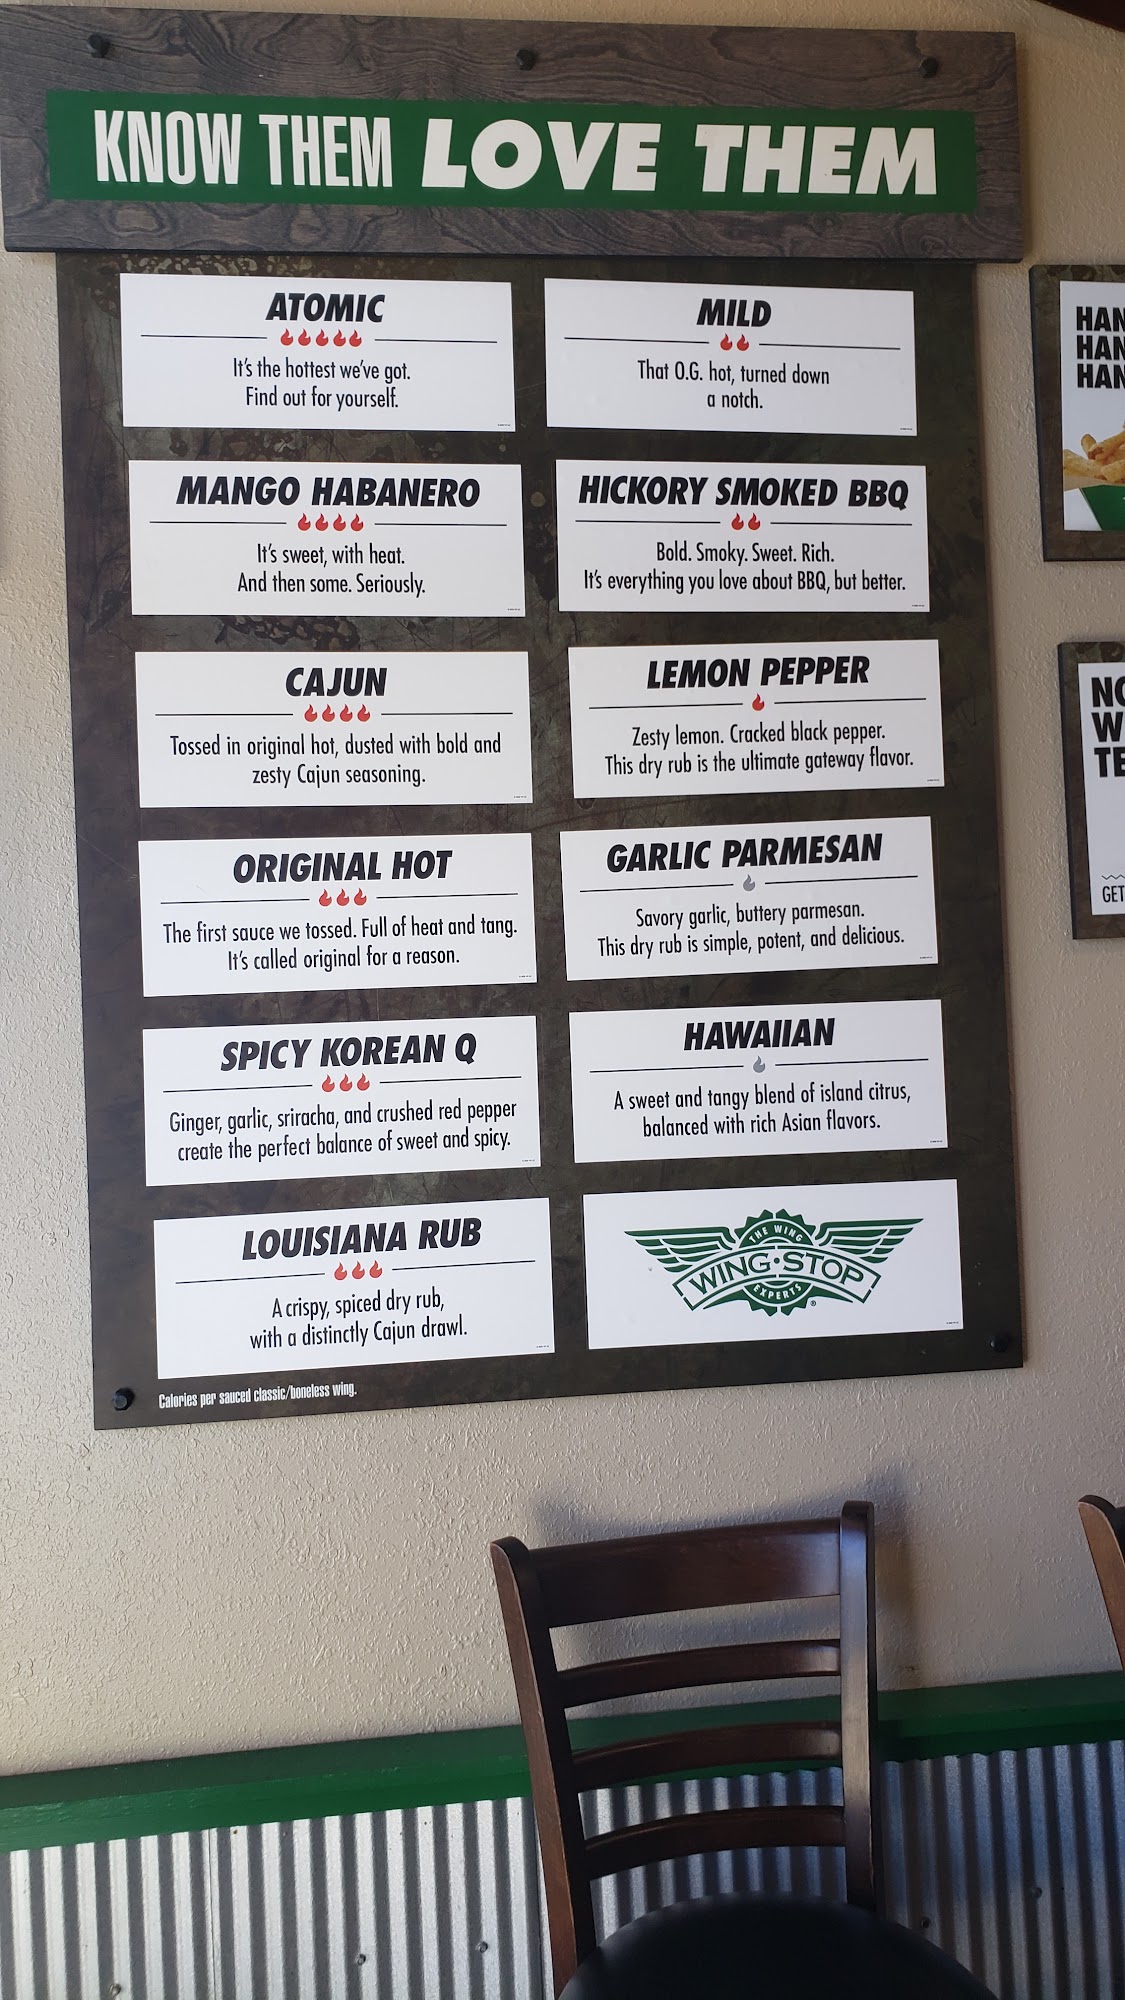 KNOW THEM LOVE THEM
ATOMIC
It's the hottest we've got.
Find out for yourself.
MANGO HABANERO
It's sweet, with heat.
And then some. Seriously.
CAJUN
Tossed in original hot, dusted with bold and
zesty Cajun seasoning.
ORIGINAL HOT
The first sauce we tossed. Full of heat and tang.
It's called original for a reason.
SPICY KOREAN Q
Ginger, garlic, sriracha, and crushed red pepper
create the perfect balance of sweet and spicy.
LOUISIANA RUB
A crispy, spiced dry rub,
with a distinctly Cajun drawl.
Calories per sauced classic/boneless wing.
MILD
That O.G. hot, turned down
a notch.
HICKORY SMOKED BBQ
Bold. Smoky. Sweet. Rich.
It's everything you love about BBQ, but better.
LEMON PEPPER
Zesty lemon. Cracked black pepper.
This dry rub is the ultimate gateway flavor.
GARLIC PARMESAN
Savory garlic, buttery parmesan.
This dry rub is simple, potent, and delicious.
HAWAIIAN
A sweet and tangy blend of island citrus,
balanced with rich Asian flavors.
THE WING
WING·STOP
EXPERTS
®
HAN
HAN
HAN
NO
W
TE
GET